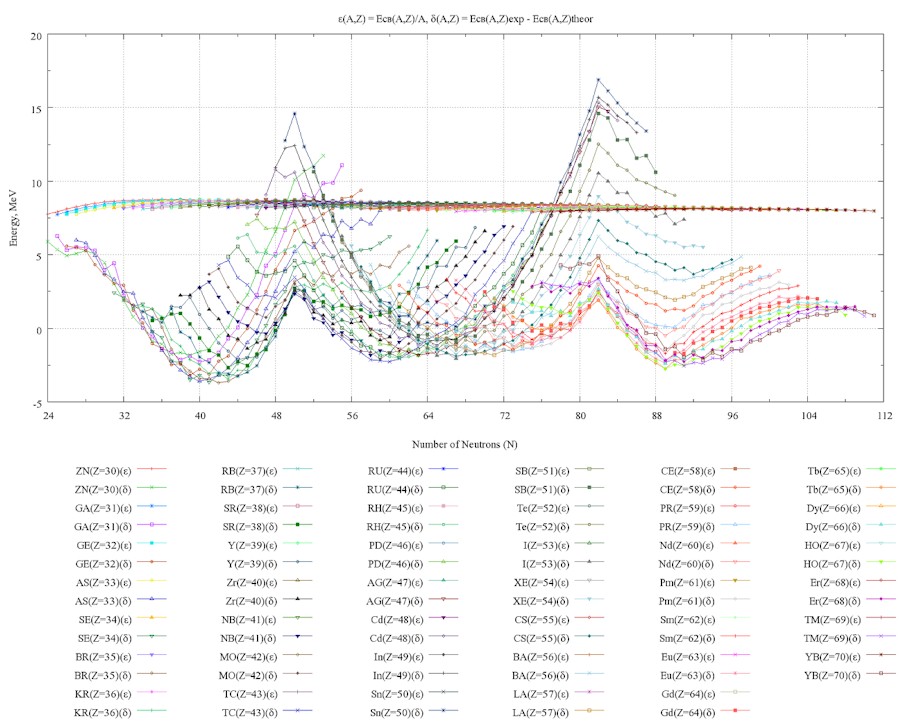 ε(A,Z) = Eсв(A,Z)/A, δ(A,Z) = Eсв(A,Z)exp - Eсв(A,Z)theor
20
15
10
5
0
-5
Energy, MeV
24 32 40 48 56 64 72 80 88 96 104 112
Number of Neutrons (N)
ZN(Z=30)(ε) RB(Z=37)(ε) RU(Z=44)(ε) SB(Z=51)(ε) CE(Z=58)(ε) Tb(Z=65)(ε)
ZN(Z=30)(δ) RB(Z=37)(δ) RU(Z=44)(δ) SB(Z=51)(δ) CE(Z=58)(δ) Tb(Z=65)(δ)
GA(Z=31)(ε) SR(Z=38)(ε) RH(Z=45)(ε) Te(Z=52)(ε) PR(Z=59)(ε) Dy(Z=66)(ε)
GA(Z=31)(δ) SR(Z=38)(δ) RH(Z=45)(δ) Te(Z=52)(δ) PR(Z=59)(δ) Dy(Z=66)(δ)
GE(Z=32)(ε) Y(Z=39)(ε) PD(Z=46)(ε) I(Z=53)(ε) Nd(Z=60)(ε) HO(Z=67)(ε)
GE(Z=32)(δ) Y(Z=39)(δ) PD(Z=46)(δ) I(Z=53)(δ) Nd(Z=60)(δ) HO(Z=67)(δ)
AS(Z=33)(ε) Zr(Z=40)(ε) AG(Z=47)(ε) XE(Z=54)(ε) Pm(Z=61)(ε) Er(Z=68)(ε)
AS(Z=33)(δ) Zr(Z=40)(δ) AG(Z=47)(δ) XE(Z=54)(δ) Pm(Z=61)(δ) Er(Z=68)(δ)
SE(Z=34)(ε) NB(Z=41)(ε) Cd(Z=48)(ε) CS(Z=55)(ε) Sm(Z=62)(ε) TM(Z=69)(ε)
SE(Z=34)(δ) NB(Z=41)(δ) Cd(Z=48)(δ) CS(Z=55)(δ) Sm(Z=62)(δ) TM(Z=69)(δ)
BR(Z=35)(ε) MO(Z=42)(ε) In(Z=49)(ε) BA(Z=56)(ε) Eu(Z=63)(ε) YB(Z=70)(ε)
BR(Z=35)(δ) MO(Z=42)(δ) In(Z=49)(δ) BA(Z=56)(δ) Eu(Z=63)(δ) YB(Z=70)(δ)
KR(Z=36)(ε) TC(Z=43)(ε) Sn(Z=50)(ε) LA(Z=57)(ε) Gd(Z=64)(ε)
KR(Z=36)(δ) TC(Z=43)(δ) Sn(Z=50)(δ) LA(Z=57)(δ) Gd(Z=64)(δ)